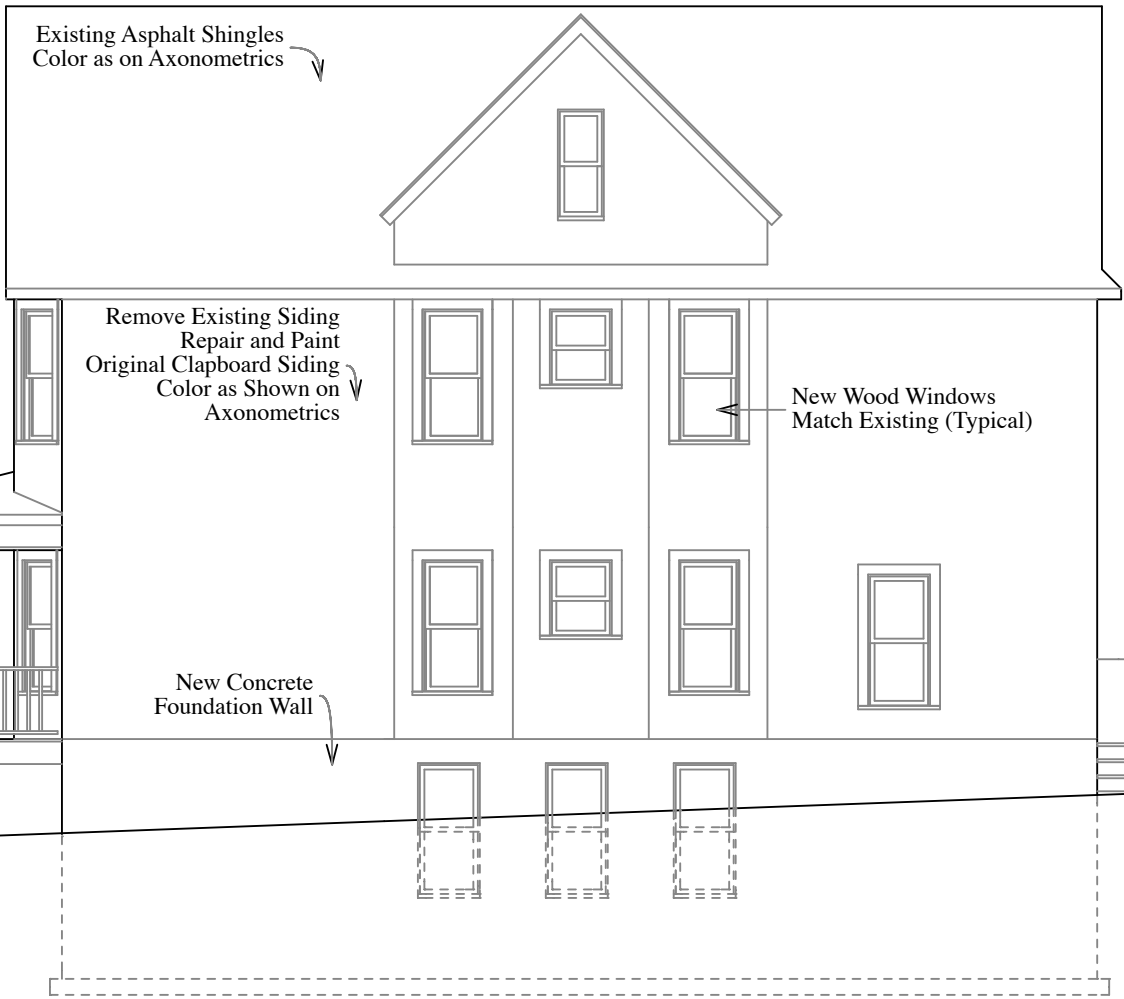 Existing Asphalt Shingles
Color as on Axonometrics
Remove Existing Siding
Repair and Paint
Original Clapboard Siding
Color as Shown on
Axonometrics
New Wood Windows
Match Existing (Typical)
New Concrete
Foundation Wall